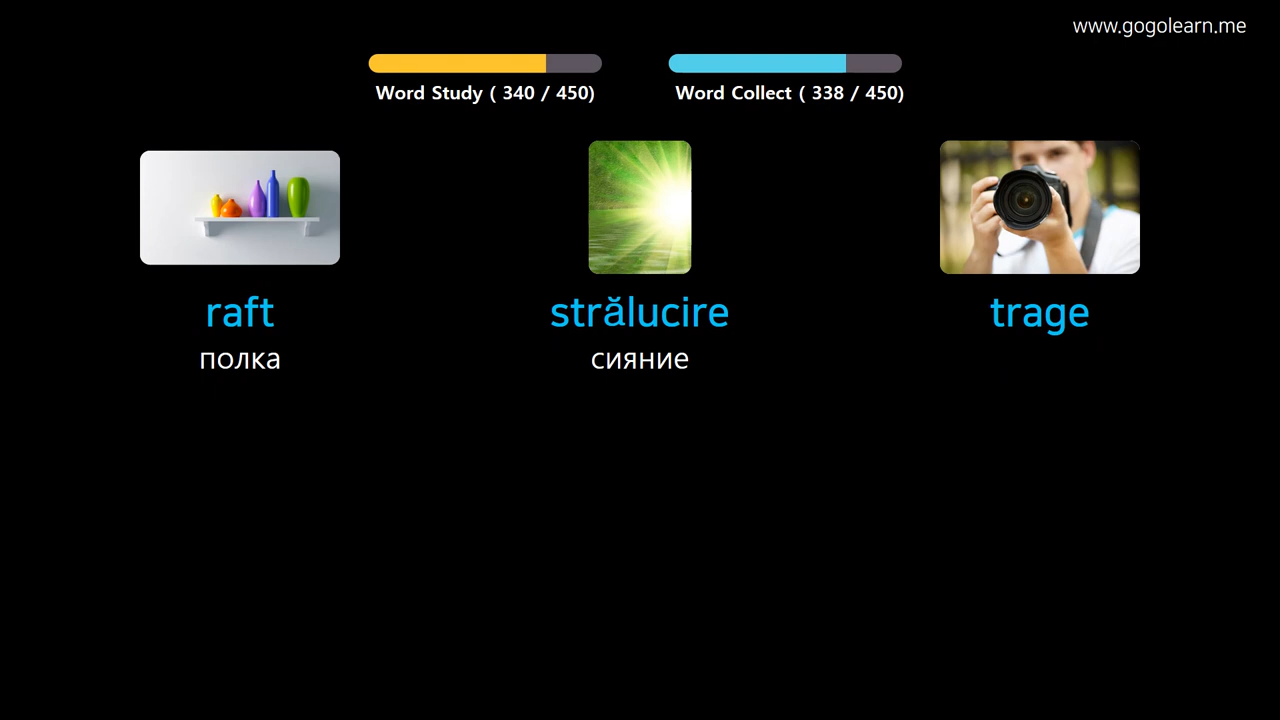 www.gogolearn.me
Word Study ( 340 / 450)
Word Collect ( 338 / 450)
raft
strălucire
trage
полка
сияние